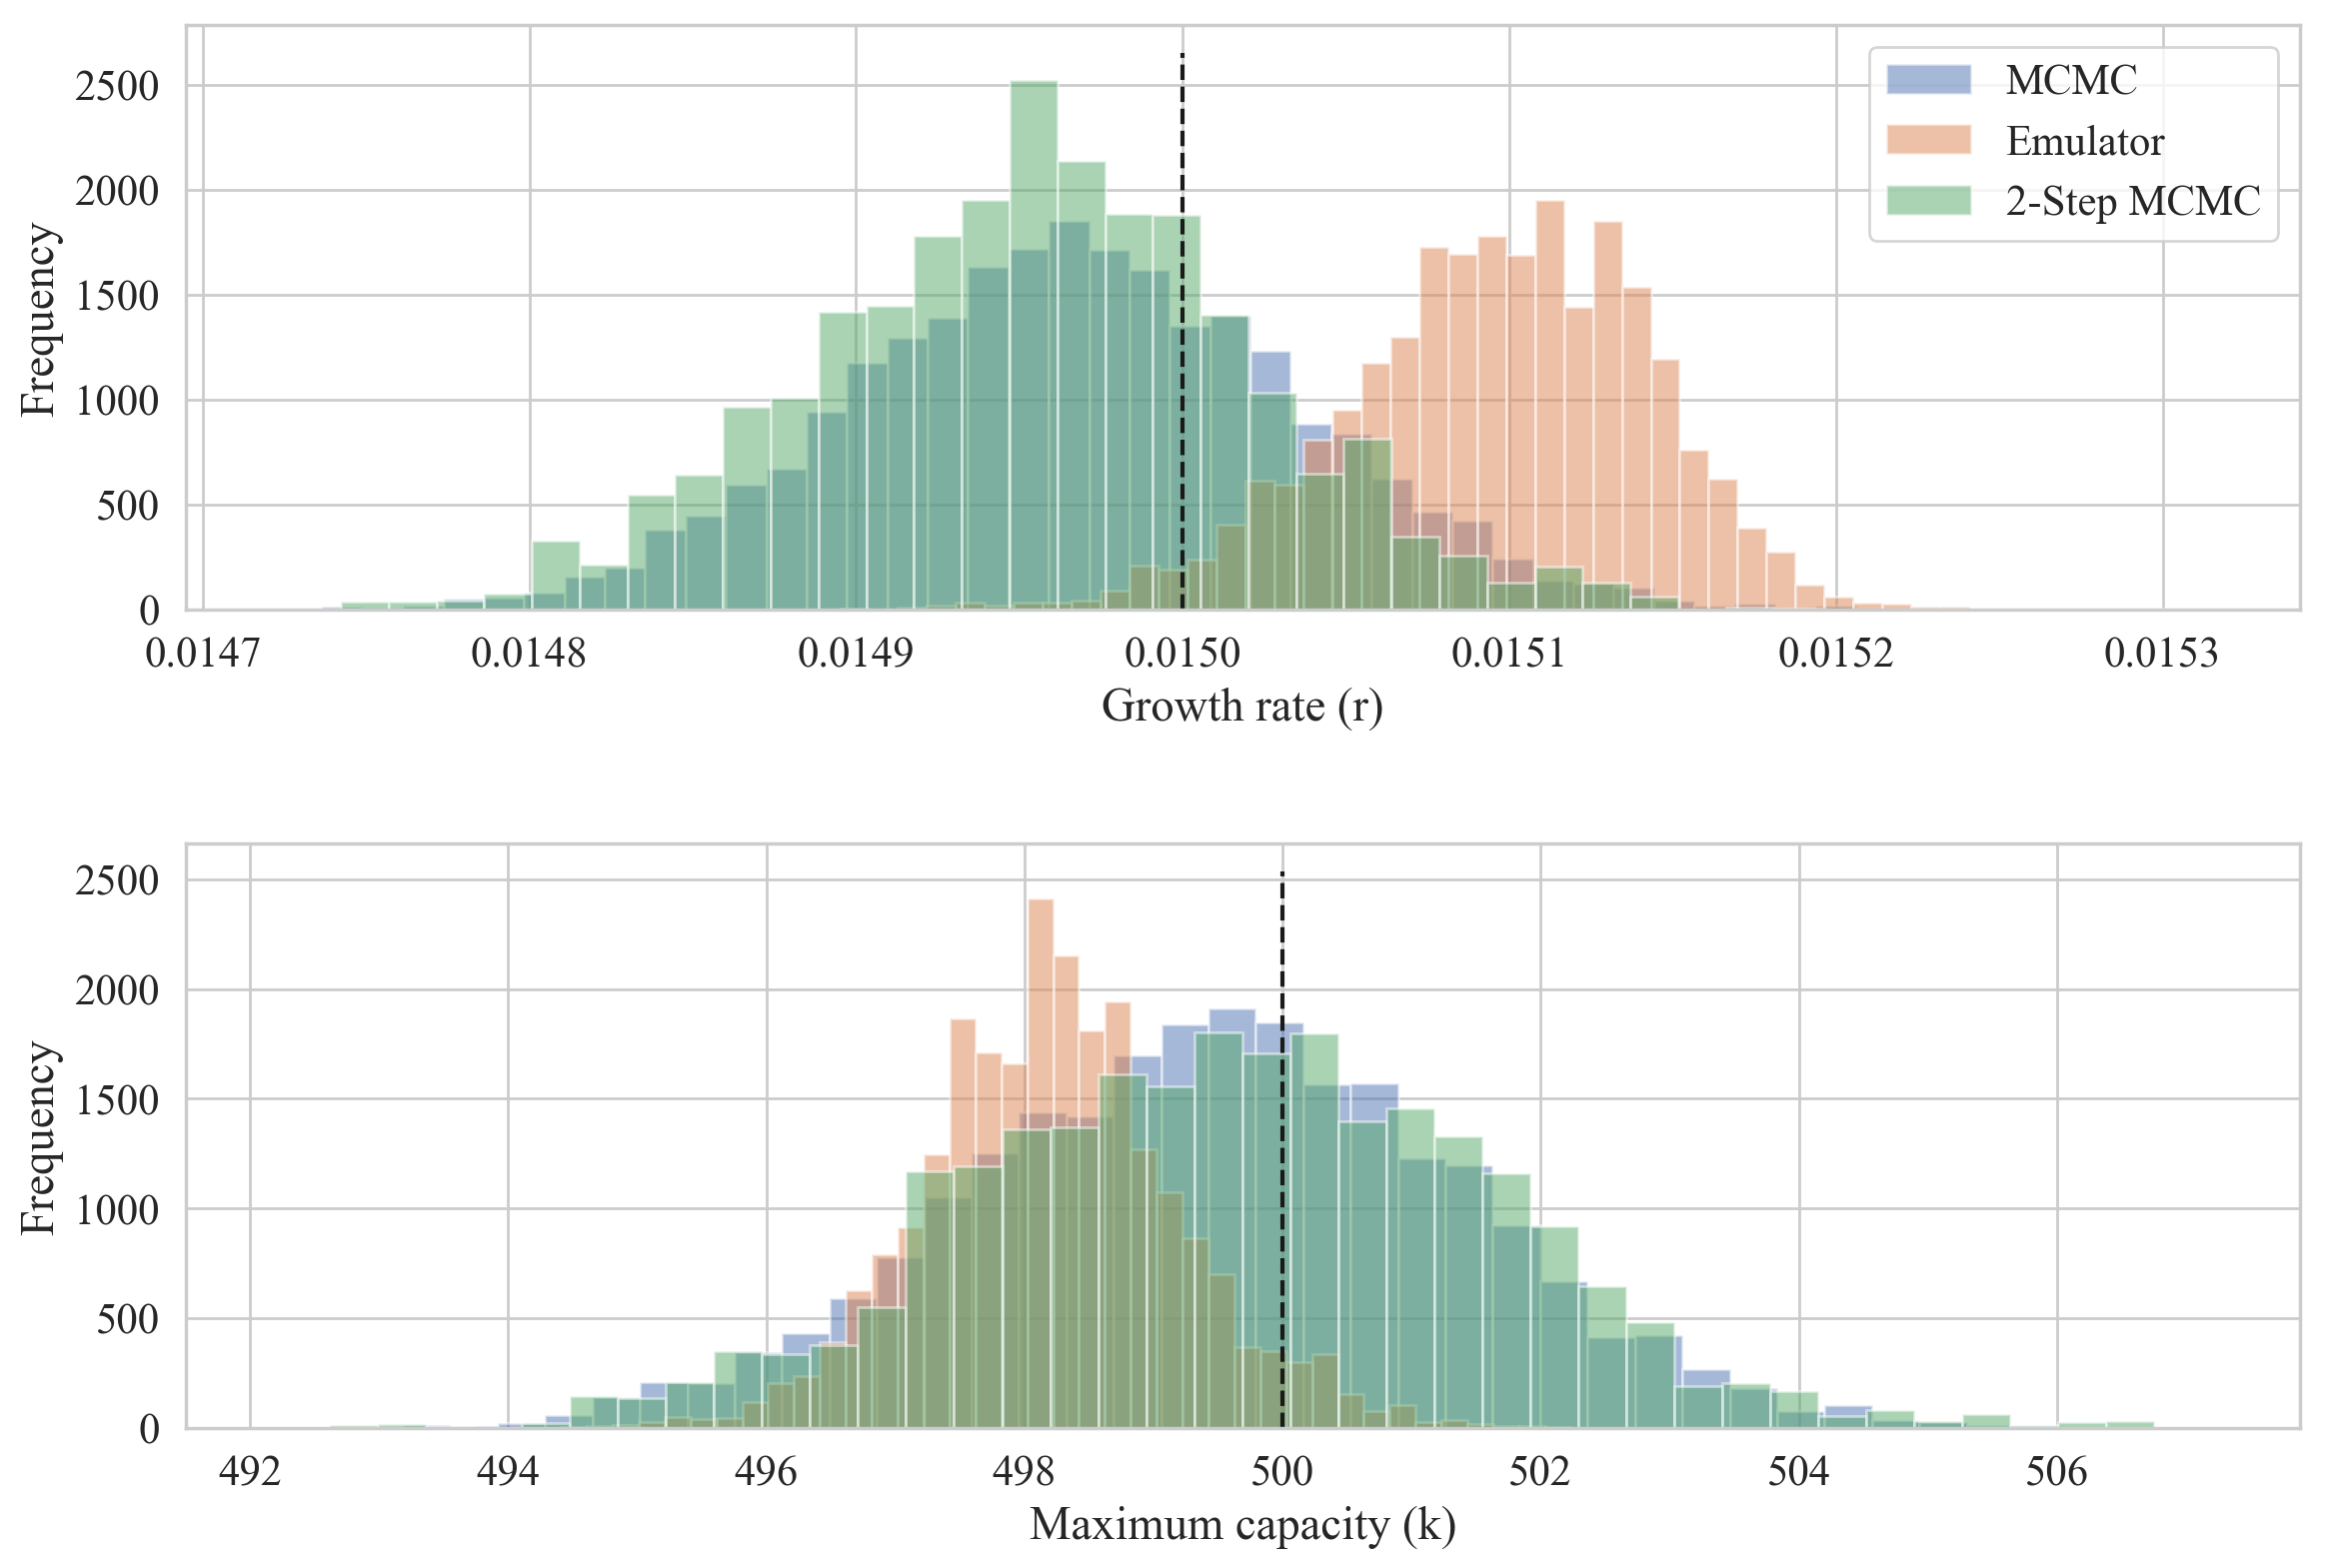 2500
2000
1500
1000
500
0
Frequency
MCMC
Emulator
2-Step MCMC
0.0147 0.0148 0.0149 0.0150 0.0151 0.0152 0.0153
Growth rate (r)
2500
2000
1500
1000
500
0
Frequency
492 494 496 498 500 502 504 506
Maximum capacity (k)